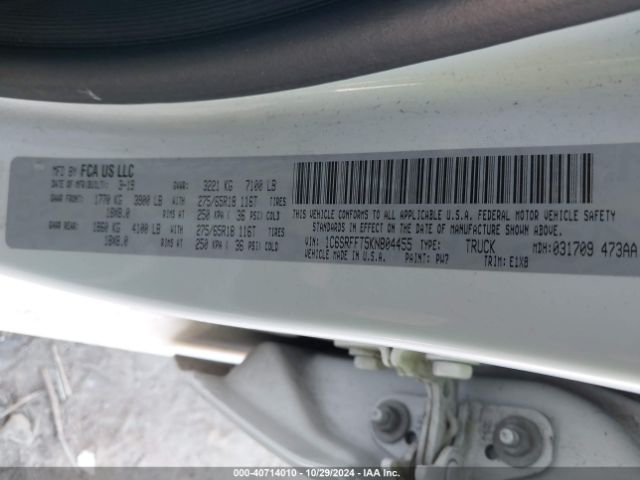 MFD BY FCA US LLC
DATE OF MFR/BUILT: 3-19 GVWR: 3221 KG 7100 LB
GAWR FRONT: 1770 KG 3900 LB WITH 275/65R18 116T TIRES
18X8.0 RIMS AT 250 KPA ( 36 PSI) COLD
GAWR REAR: 1860 KG 4100 LB WITH 275/65R18 116T TIRES
18X8.0 RIMS AT 250 KPA ( 36 PSI) COLD
THIS VEHICLE CONFORMS TO ALL APPLICABLE U.S.A. FEDERAL MOTOR VEHICLE SAFETY,
BUMPER, AND THEFT PREVENTION STANDARDS IN EFFECT ON THE DATE OF MANUFACTURE SHOWN ABOVE.
VIN: 1C6SRFFT5KN804455 TYPE: TRUCK MDH: 031709 473AA
VEHICLE MADE IN U.S.A. PAINT: PW7 TRIM: E1X8
000-40714010 | 10/29/2024 | IAA Inc.